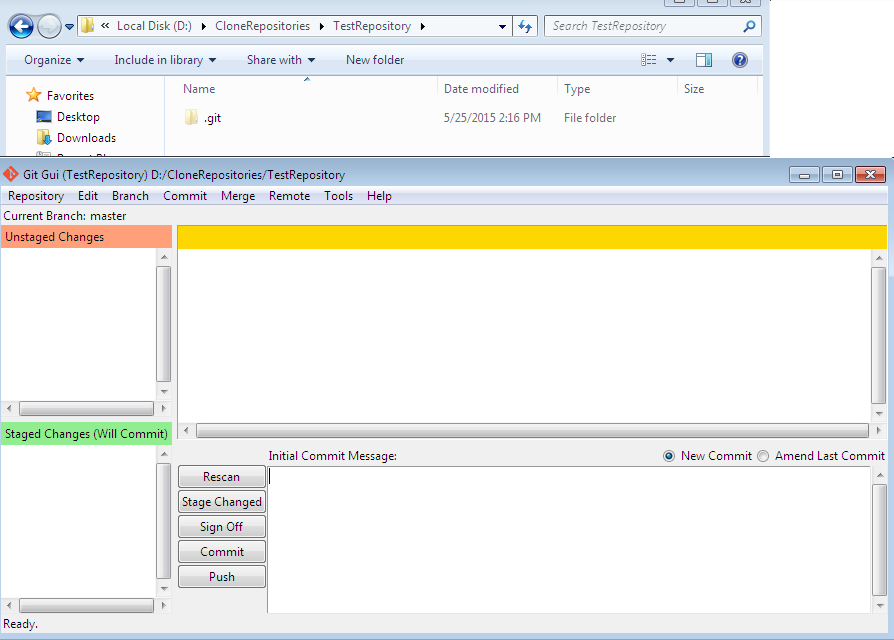 « Local Disk (D:) ▸ CloneRepositories ▸ TestRepository ▸ Search TestRepository
Organize Include in library Share with New folder
Name Date modified Type Size
Favorites
.git 5/25/2015 2:16 PM File folder
Desktop
Downloads
Git Gui (TestRepository) D:/CloneRepositories/TestRepository
Repository Edit Branch Commit Merge Remote Tools Help
Current Branch: master
Unstaged Changes
Staged Changes (Will Commit)
Initial Commit Message: New Commit Amend Last Commit
Rescan
Stage Changed
Sign Off
Commit
Push
Ready.